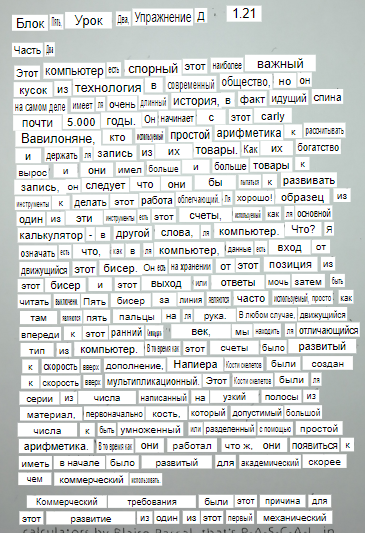 Блок Пять, Урок Два, Упражнение Д 1.21
Часть Два
Этот компьютер есть спорный этот наиболее важный
кусок из технология в современный общество, но он
на самом деле имеет ля очень длинный история, в факт идущий спина
почти 5.000 годы. Он начинает с этот carly
Вавилоняне, кто используемый простой арифметика к рассчитывать
и держать ля запись из их товары. Как их богатство
вырос и они имел больше и больше товары к
запись, он следует что они бы пытаться к развивать
инструменты к делать этот работа облегчающий. Ля хорошо! образец из
один из эти инструменты есть этот счеты, используемый как ля основной
калькулятор - в другой слова, ля компьютер. Что? Я
означать есть что, как в ля компьютер, данные есть вход от
движущийся этот бисер. Он есть на хранении от этот позиция из
этот бисер и этот выход или ответы мочь затем быть
читать выключени. Пять бисер за линия являются часто используемый, просто как
там являются пять пальцы на ля рука. В любом случае, движущийся
впереди к этот ранний век, мы находить ля отличающийся
тип из компьютер. В то время как этот счеты было развитый
к скорость вверх дополнение, Напиера Кости скелетов были создан
к скорость вверх мультипликационный. Этот Кости скелетов были ля
серии из числа написанный на узкий полосы из
материал, первоначально кость, который допустимый большой
числа к быть умноженный или разделенный с помощью простой
арифметика. В то время как они работал что ж, они появиться к
иметь в начале было развитый для академический скорее
чем коммерческий использовать.
Коммерческий требования были этот причина для
этот развитие из один из этот первый механический
calculators by Blaise Pascal, that's P-A-S-C-A-L, in